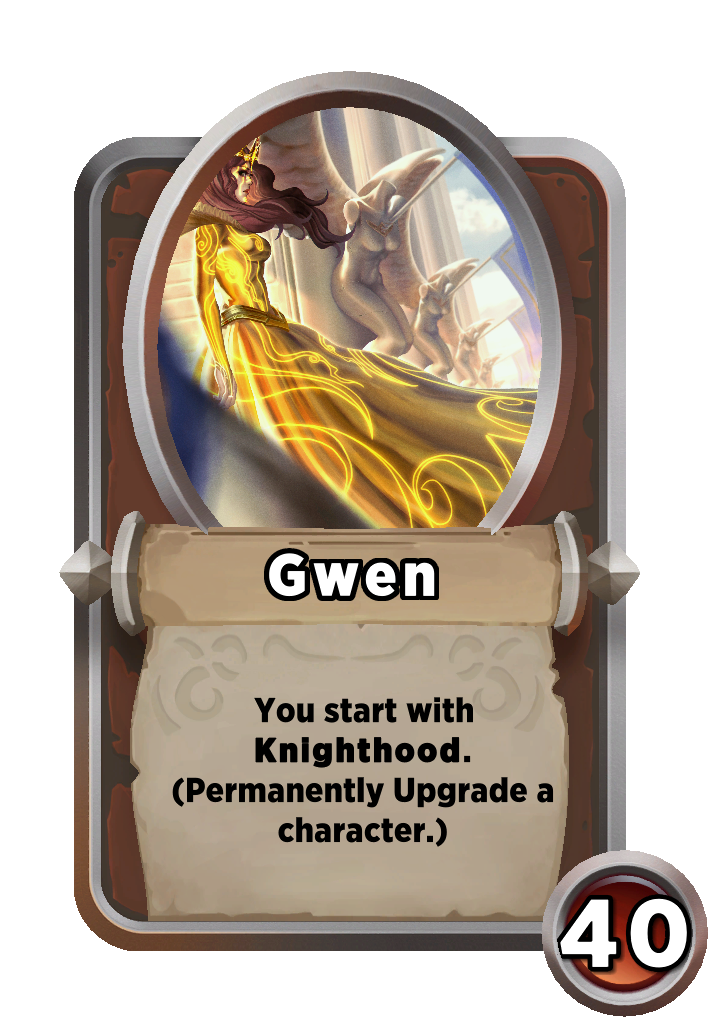 Gwen
You start with
Knighthood.
(Permanently Upgrade a
character.)
40